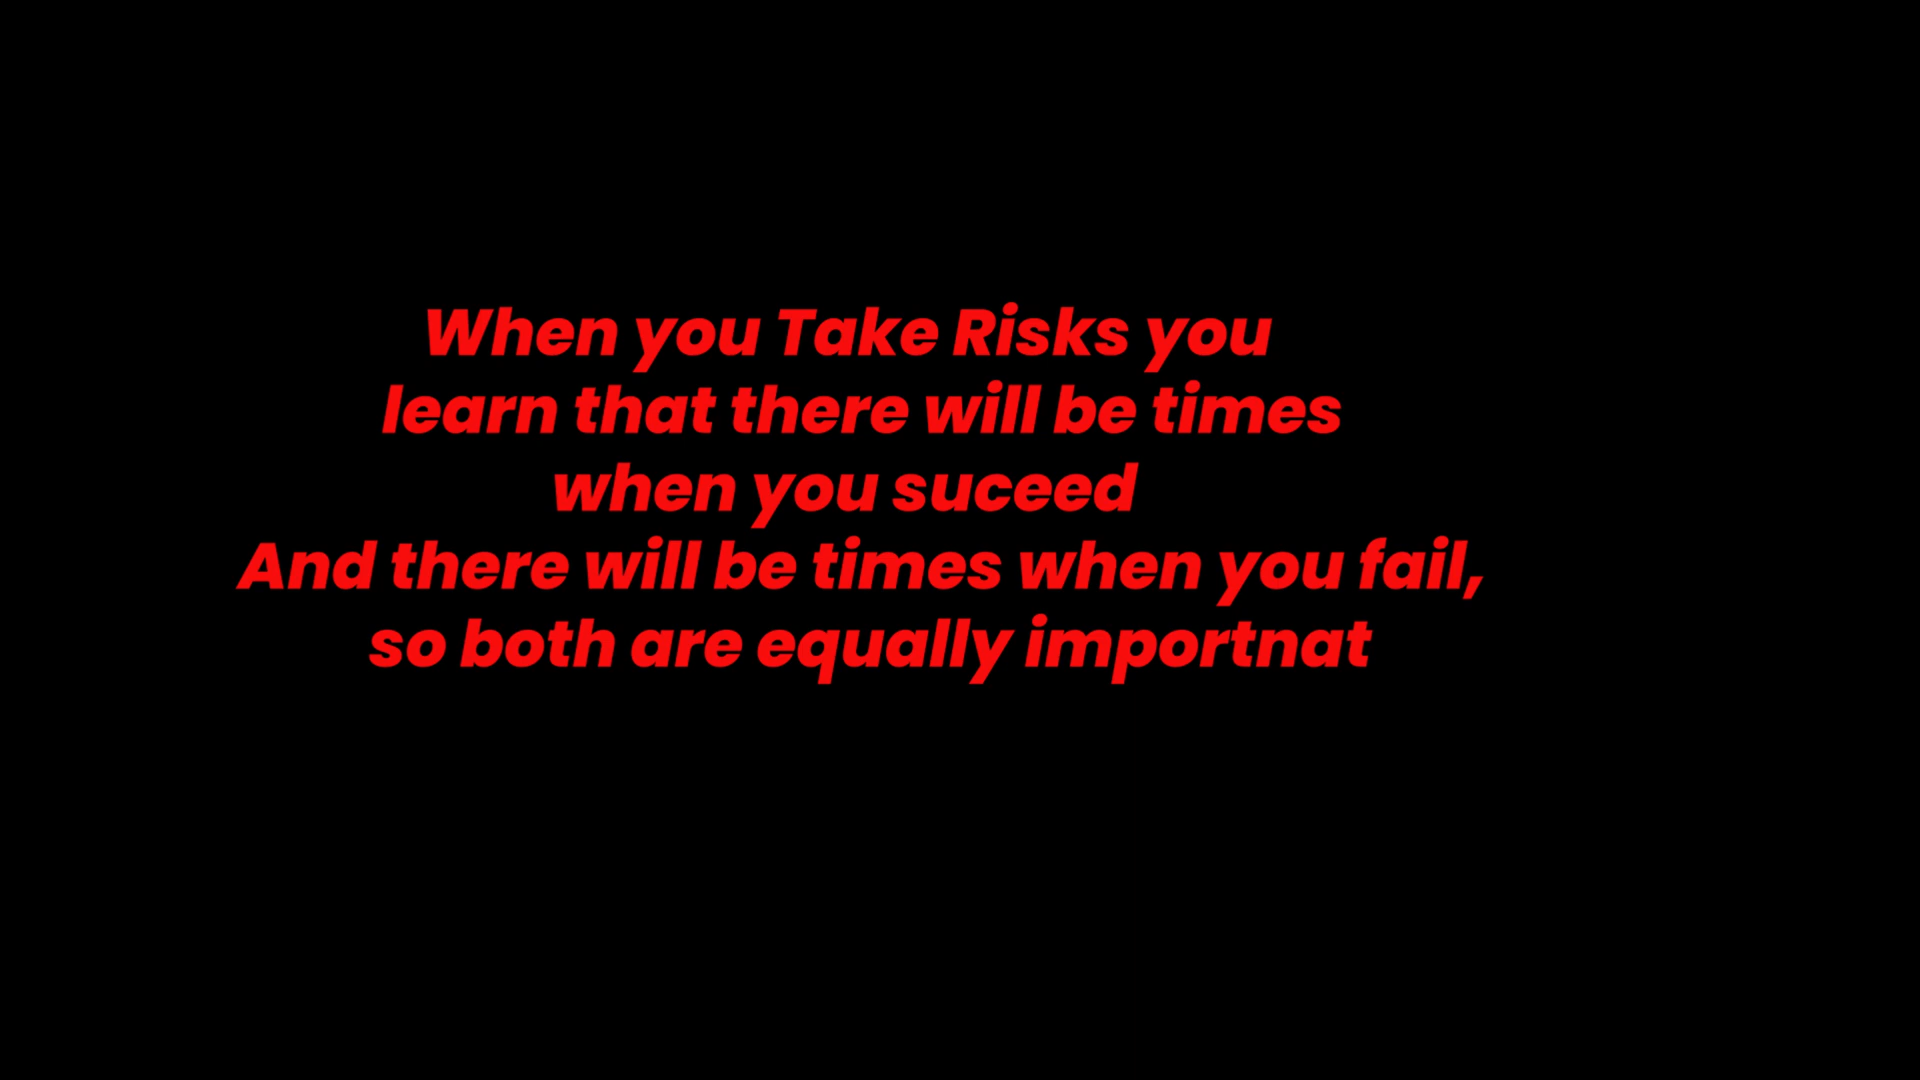 When you Take Risks you
learn that there will be times
when you suceed
And there will be times when you fail,
so both are equally importnat